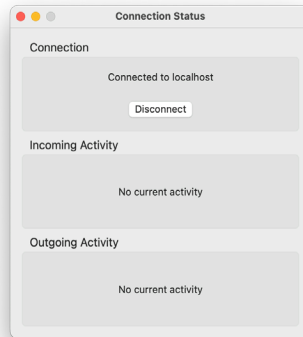 Connection Status
Connection
Connected to localhost
Disconnect
Incoming Activity
No current activity
Outgoing Activity
No current activity